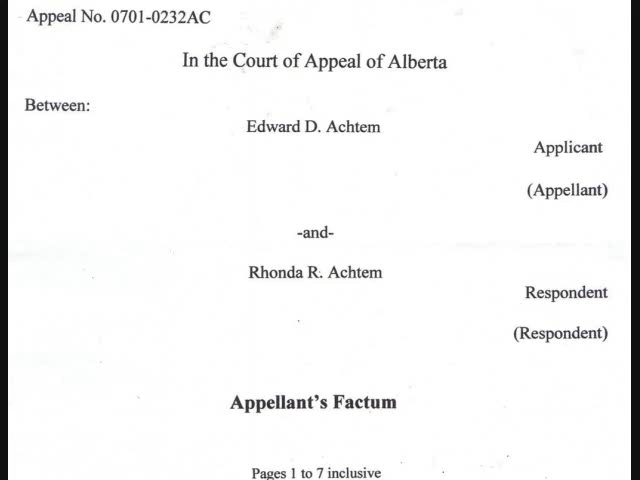 Appeal No. 0701-0232AC
In the Court of Appeal of Alberta
Between:
Edward D. Achtem
Applicant
(Appellant)
-and-
Rhonda R. Achtem
Respondent
(Respondent)
Appellant's Factum
Pages 1 to 7 inclusive